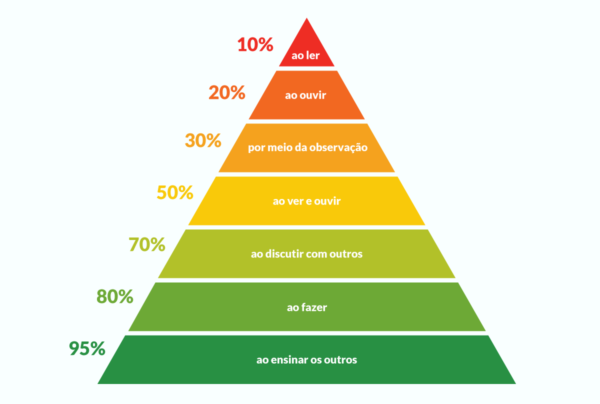 10%
ao ler
20%
ao ouvir
30%
por meio da observação
50%
ao ver e ouvir
70%
ao discutir com outros
80%
ao fazer
95%
ao ensinar os outros